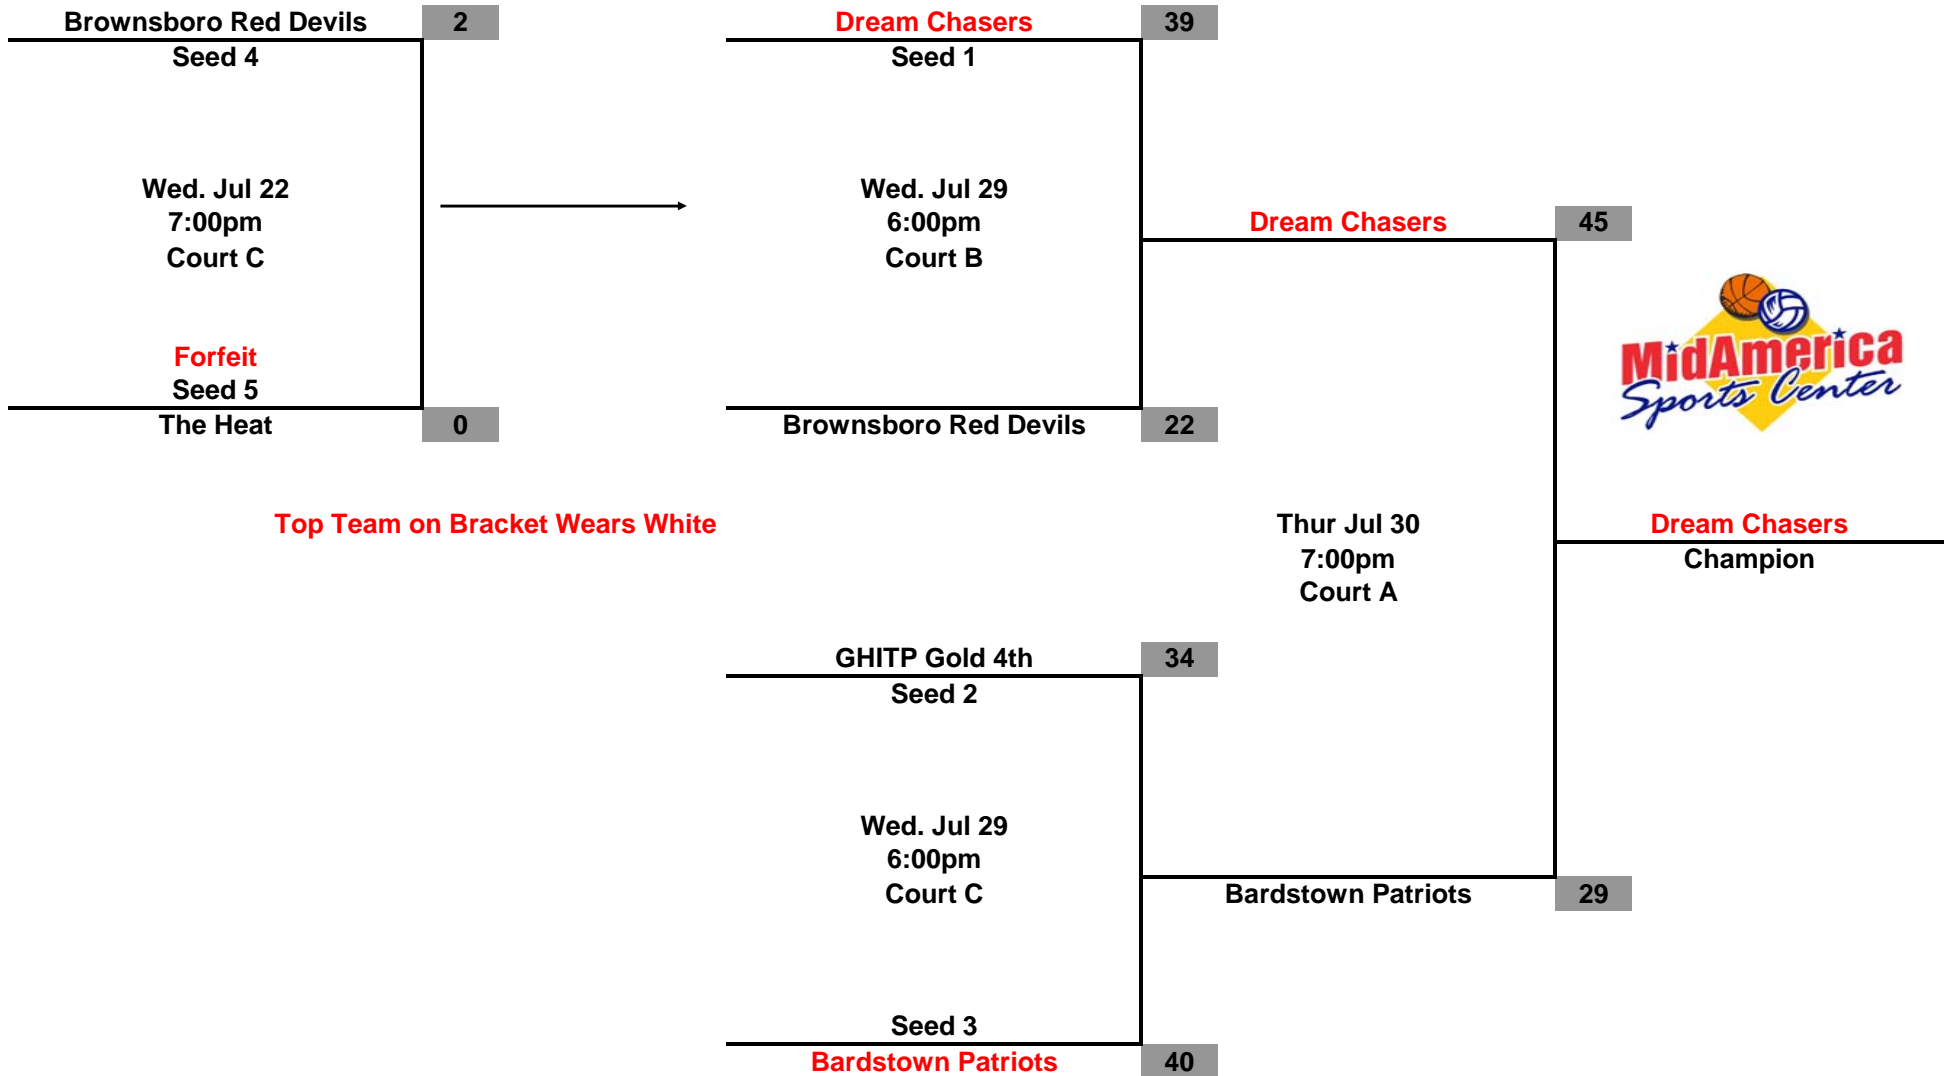 Brownsboro Red Devils 2
Seed 4
Wed. Jul 22
7:00pm
Court C
Forfeit
Seed 5
The Heat 0
Dream Chasers 39
Seed 1
Wed. Jul 29
6:00pm
Court B
Brownsboro Red Devils 22
Dream Chasers 45
MidAmerica
Sports Center
Top Team on Bracket Wears White
Thur Jul 30
7:00pm
Court A
Dream Chasers
Champion
GHITP Gold 4th 34
Seed 2
Wed. Jul 29
6:00pm
Court C
Bardstown Patriots 29
Seed 3
Bardstown Patriots 40